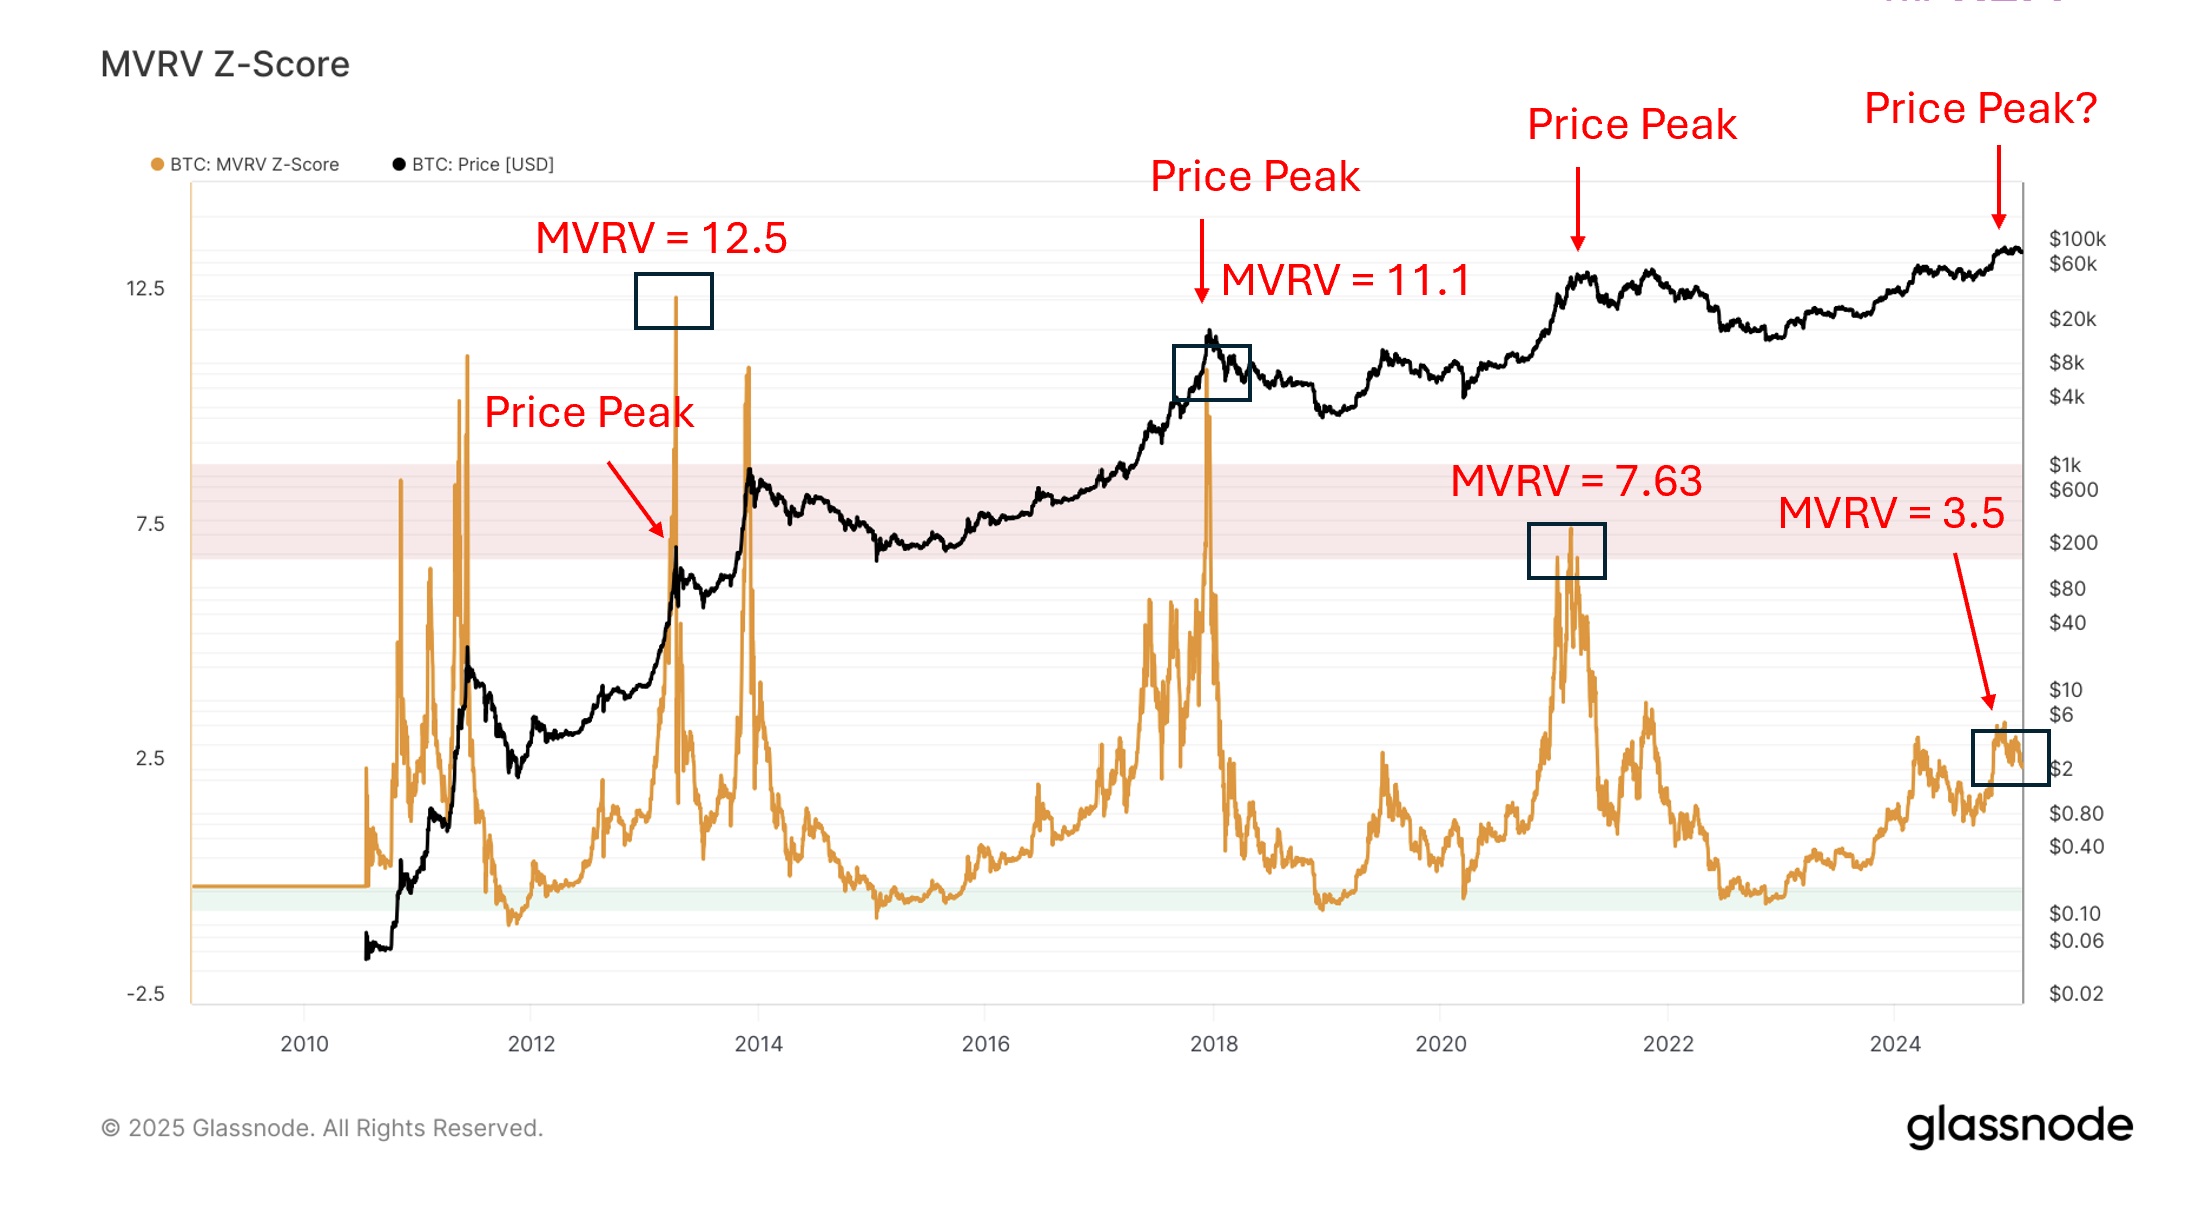 MVRV Z-Score
Price Peak?
Price Peak
BTC: MVRV Z-Score
BTC: Price [USD]
Price Peak
MVRV = 12.5
MVRV = 11.1
Price Peak
MVRV = 7.63
MVRV = 3.5
12.5
7.5
2.5
-2.5
$100k
$60k
$20k
$8k
$4k
$1k
$600
$200
$80
$40
$10
$6
$2
$0.80
$0.40
$0.10
$0.06
$0.02
2010 2012 2014 2016 2018 2020 2022 2024
© 2025 Glassnode. All Rights Reserved.
glassnode